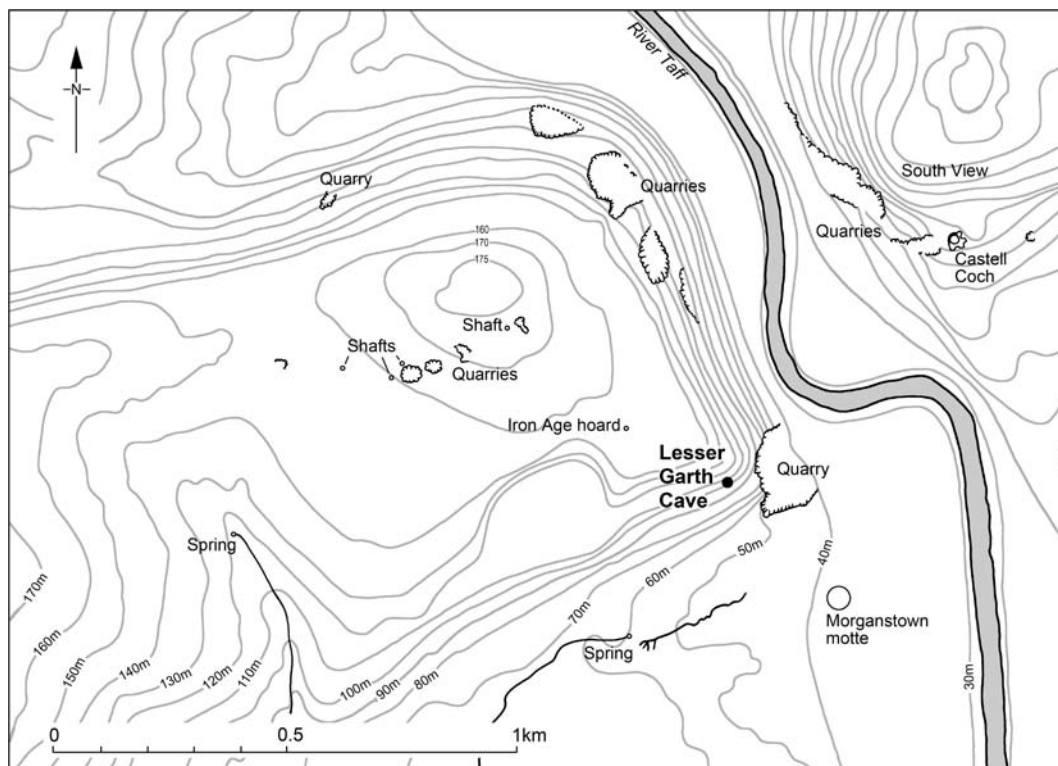 River Taff
-N-
South View
Quarry
Quarries
Quarries
Castell
Coch
160
170
175
Shaft
Shafts
Quarries
Iron Age hoard
Lesser
Garth
Cave
Quarry
Spring
50m
40m
60m
170m
70m
Morganstown
motte
160m
Spring
150m
140m
130m
120m
110m
100m
90m
80m
30m
0
0.5
1km